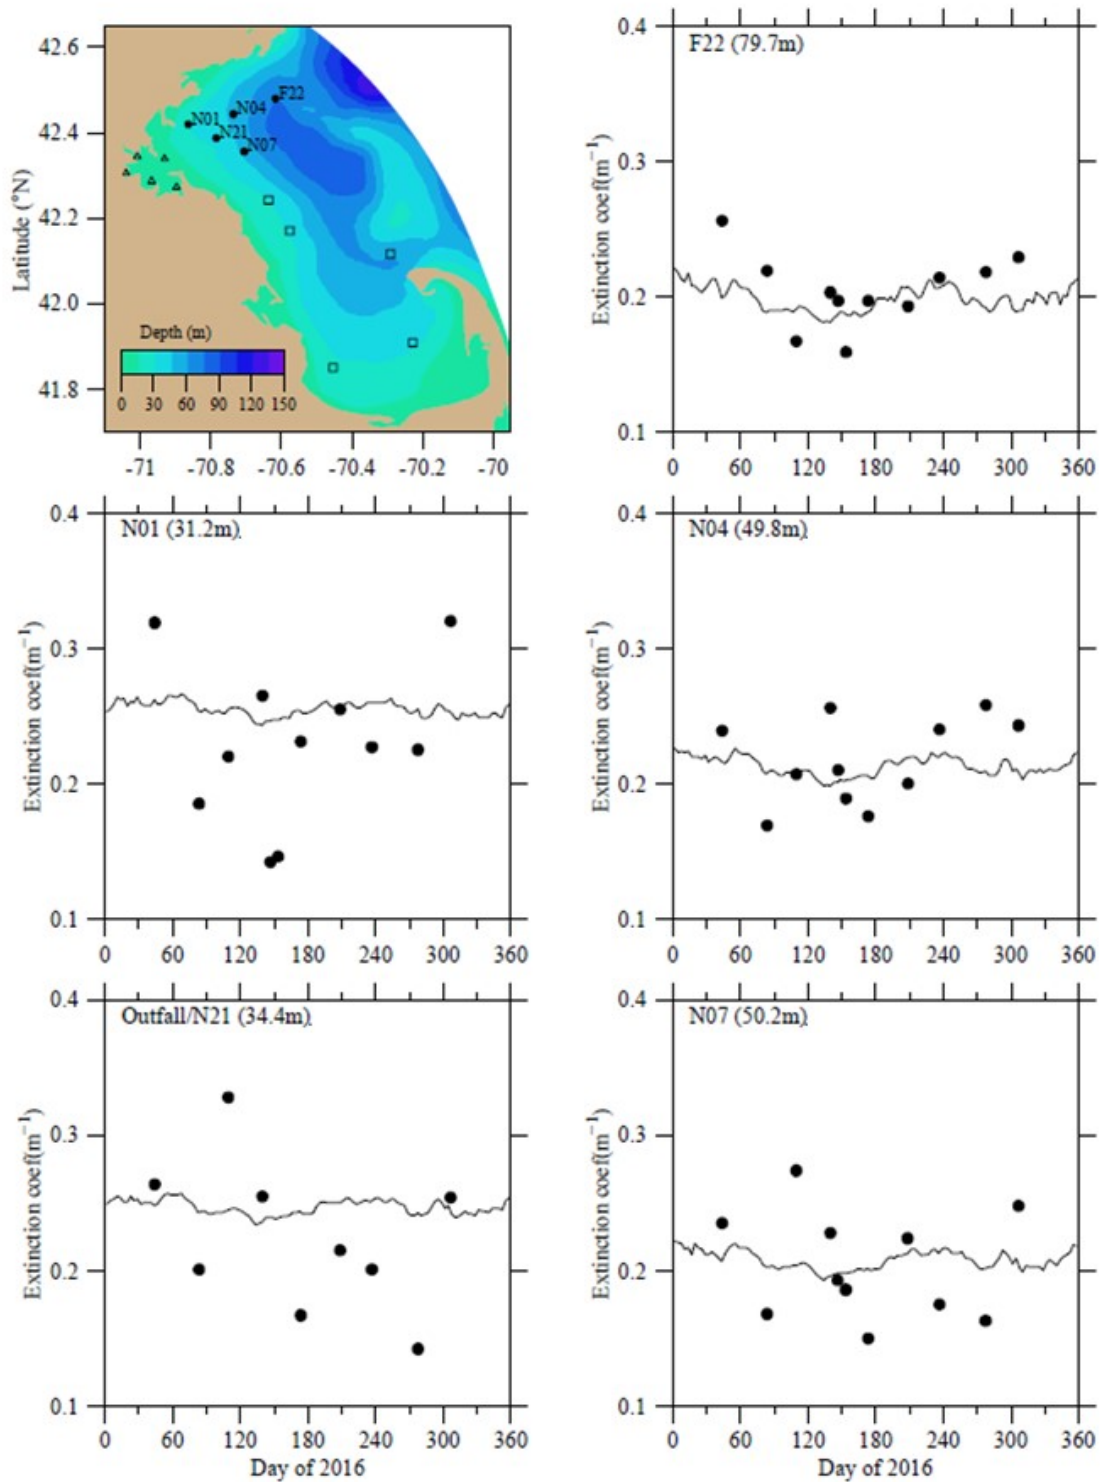 42.6
42.4
42.2
42.0
41.8
Latitude (°N)
F22
N04
N01
N21
N07
Depth (m)
0 30 60 90 120 150
-71 -70.8 -70.6 -70.4 -70.2 -70
F22 (79.7m)
0.4
0.3
0.2
0.1
Extinction coef(m⁻¹)
0 60 120 180 240 300 360
N01 (31.2m)
0.4
0.3
0.2
0.1
Extinction coef(m⁻¹)
0 60 120 180 240 300 360
N04 (49.8m)
0.4
0.3
0.2
0.1
Extinction coef(m⁻¹)
0 60 120 180 240 300 360
Outfall/N21 (34.4m)
0.4
0.3
0.2
0.1
Extinction coef(m⁻¹)
0 60 120 180 240 300 360
Day of 2016
N07 (50.2m)
0.4
0.3
0.2
0.1
Extinction coef(m⁻¹)
0 60 120 180 240 300 360
Day of 2016